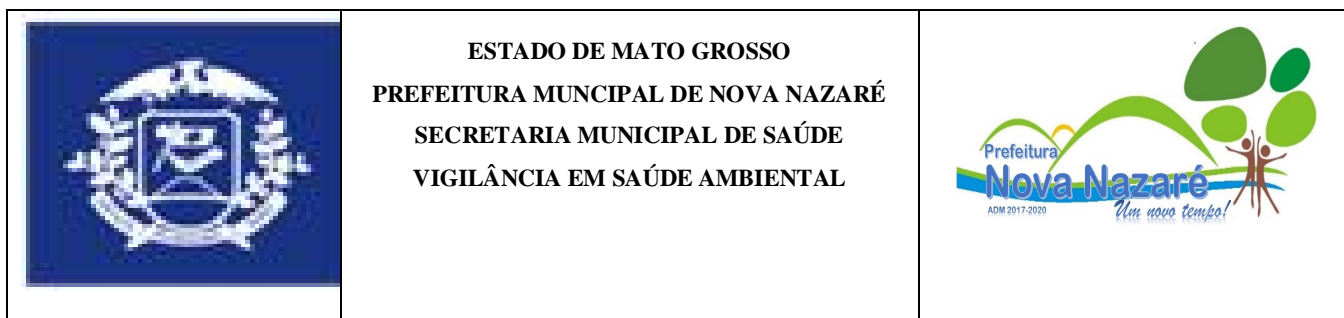 ESTADO DE MATO GROSSO
PREFEITURA MUNCIPAL DE NOVA NAZARÉ
SECRETARIA MUNICIPAL DE SAÚDE
VIGILÂNCIA EM SAÚDE AMBIENTAL
Prefeitura
Nova Nazaré
ADM 2017-2020
Um novo tempo!